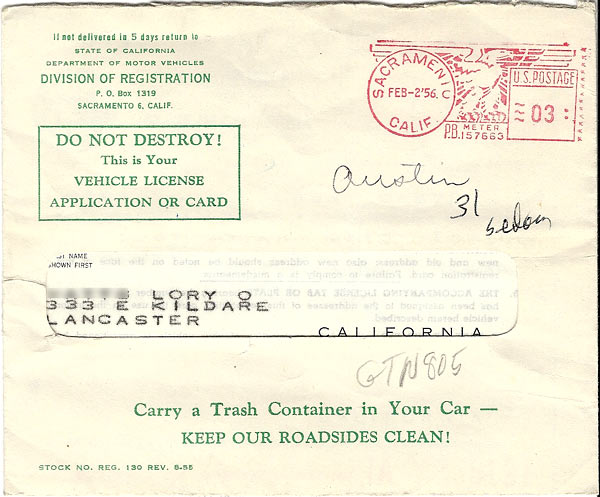 If not delivered in 5 days return to
STATE OF CALIFORNIA
DEPARTMENT OF MOTOR VEHICLES
DIVISION OF REGISTRATION
P. O. Box 1319
SACRAMENTO 6, CALIF.
SACRAMENTO
FEB-2'56
CALIF.
U.S. POSTAGE
03
P.B. METER
157663
DO NOT DESTROY!
This is Your
VEHICLE LICENSE
APPLICATION OR CARD
Austin
31
sedan
NAME
SHOWN FIRST
LORY O
333 E KILDARE
LANCASTER
CALIFORNIA
GTN805
Carry a Trash Container in Your Car —
KEEP OUR ROADSIDES CLEAN!
STOCK NO. REG. 130 REV. 8-55